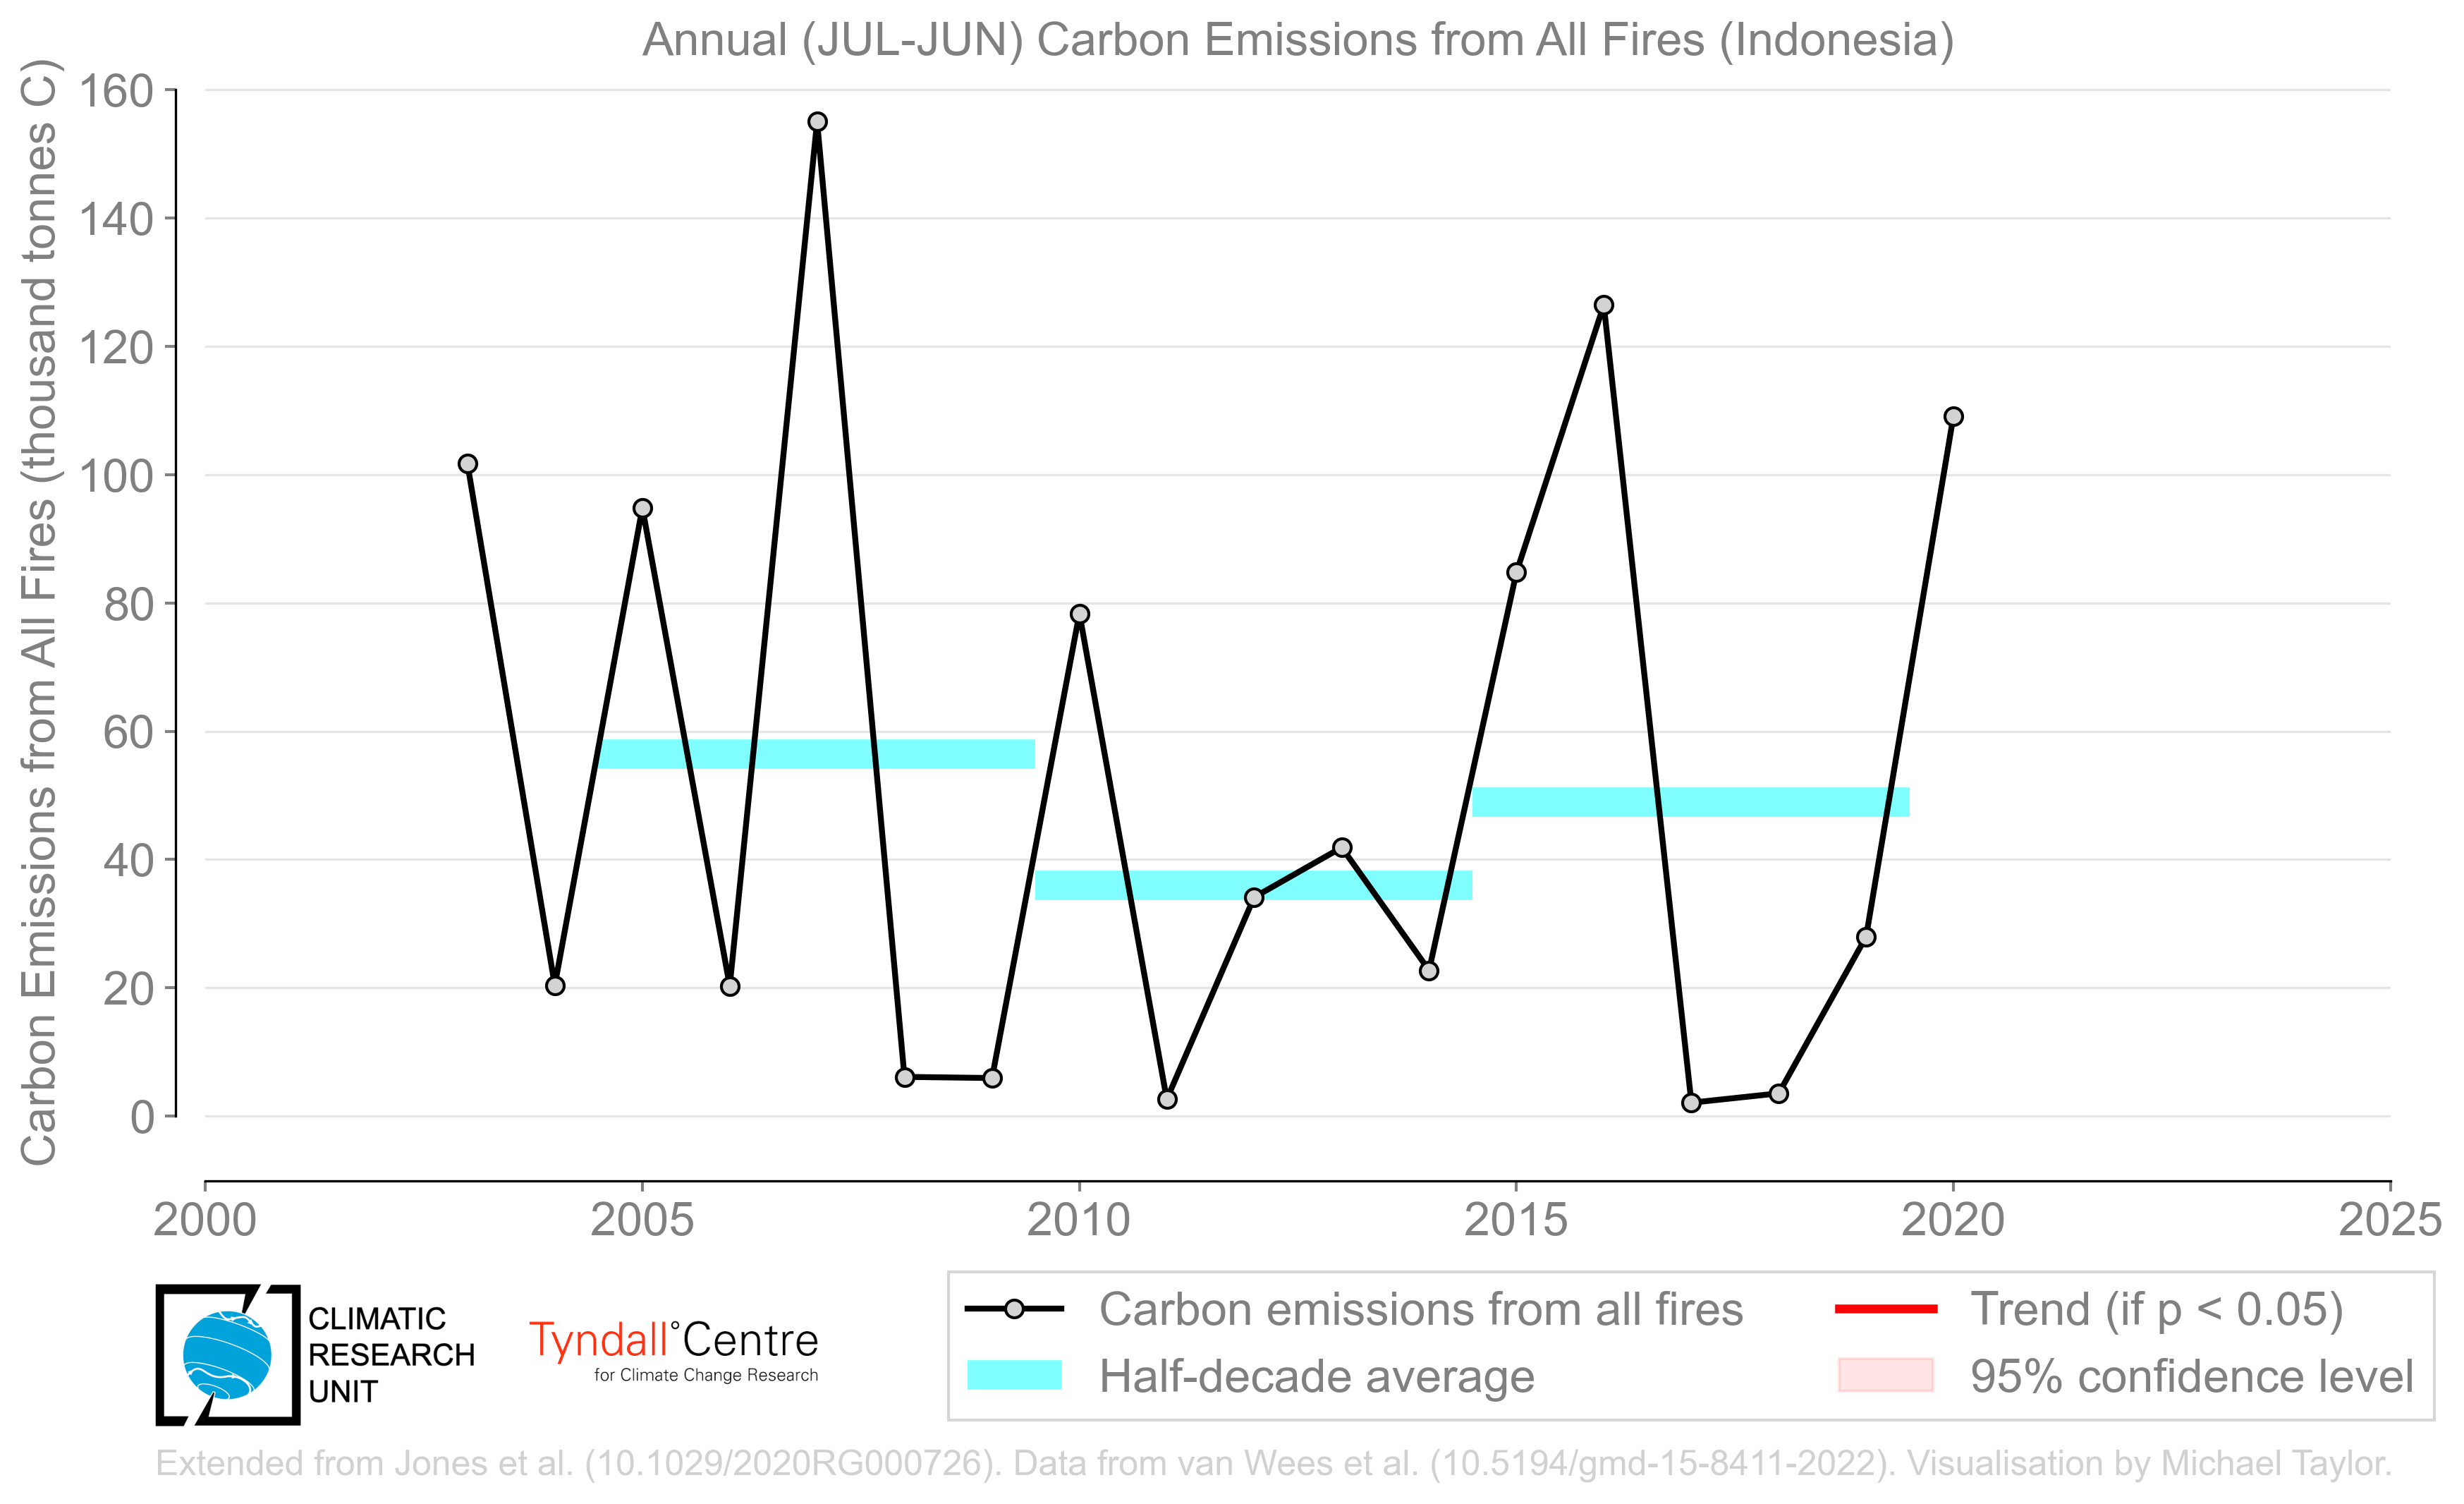 Annual (JUL-JUN) Carbon Emissions from All Fires (Indonesia)
Carbon Emissions from All Fires (thousand tonnes C)
160
140
120
100
80
60
40
20
0
2000 2005 2010 2015 2020 2025
CLIMATIC
RESEARCH
UNIT
Tyndall°Centre
for Climate Change Research
Carbon emissions from all fires
Half-decade average
Trend (if p < 0.05)
95% confidence level
Extended from Jones et al. (10.1029/2020RG000726). Data from van Wees et al. (10.5194/gmd-15-8411-2022). Visualisation by Michael Taylor.